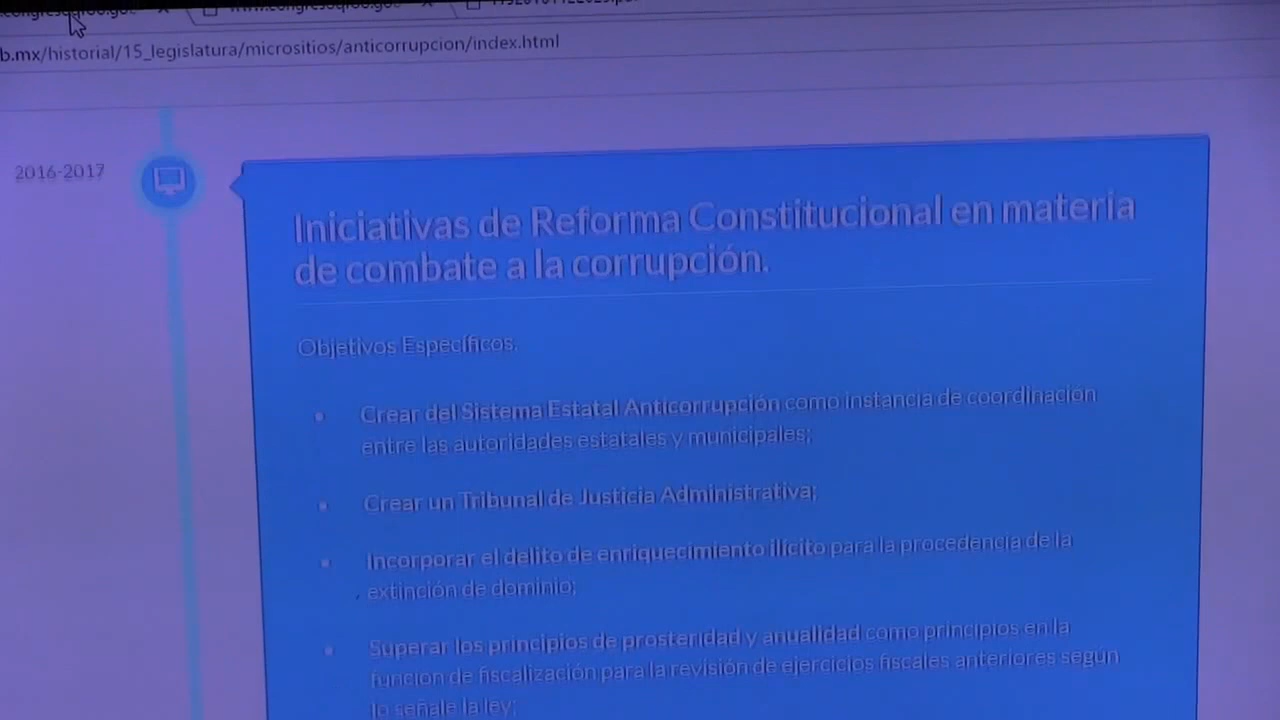 b.mx/historial/15_legislatura/micrositios/anticorrupcion/index.html
2016-2017
Iniciativas de Reforma Constitucional en materia
de combate a la corrupción.
Objetivos Específicos.
Crear del Sistema Estatal Anticorrupción como instancia de coordinación
entre las autoridades estatales y municipales;
Crear un Tribunal de Justicia Administrativa;
Incorporar el delito de enriquecimiento ilícito para la procedencia de la
extinción de dominio;
Superar los principios de prosteridad y anualidad como principios en la
funcion de fiscalización para la revisión de ejercicios fiscales anteriores según
lo señale la ley;